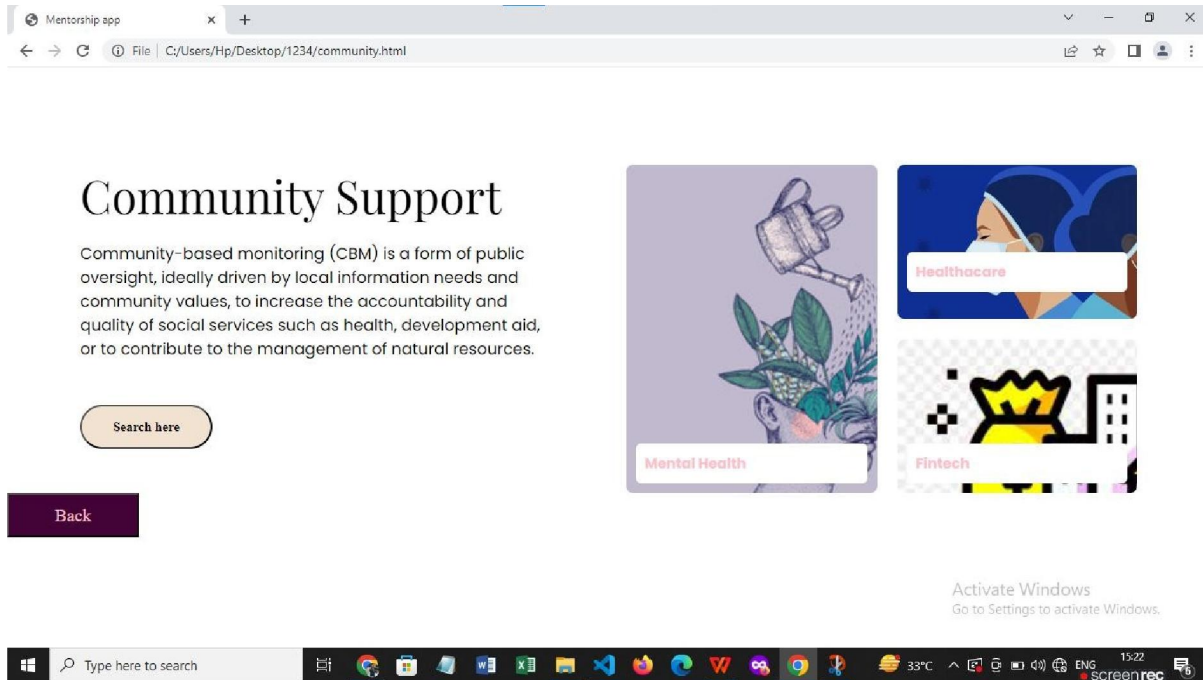 Mentorship app
File C:/Users/Hp/Desktop/1234/community.html
Community Support
Community-based monitoring (CBM) is a form of public
oversight, ideally driven by local information needs and
community values, to increase the accountability and
quality of social services such as health, development aid,
or to contribute to the management of natural resources.
Search here
Back
Mental Health
Healthacare
Fintech
Activate Windows
Go to Settings to activate Windows.
Type here to search
33°C
ENG
15:22
screenrec
6